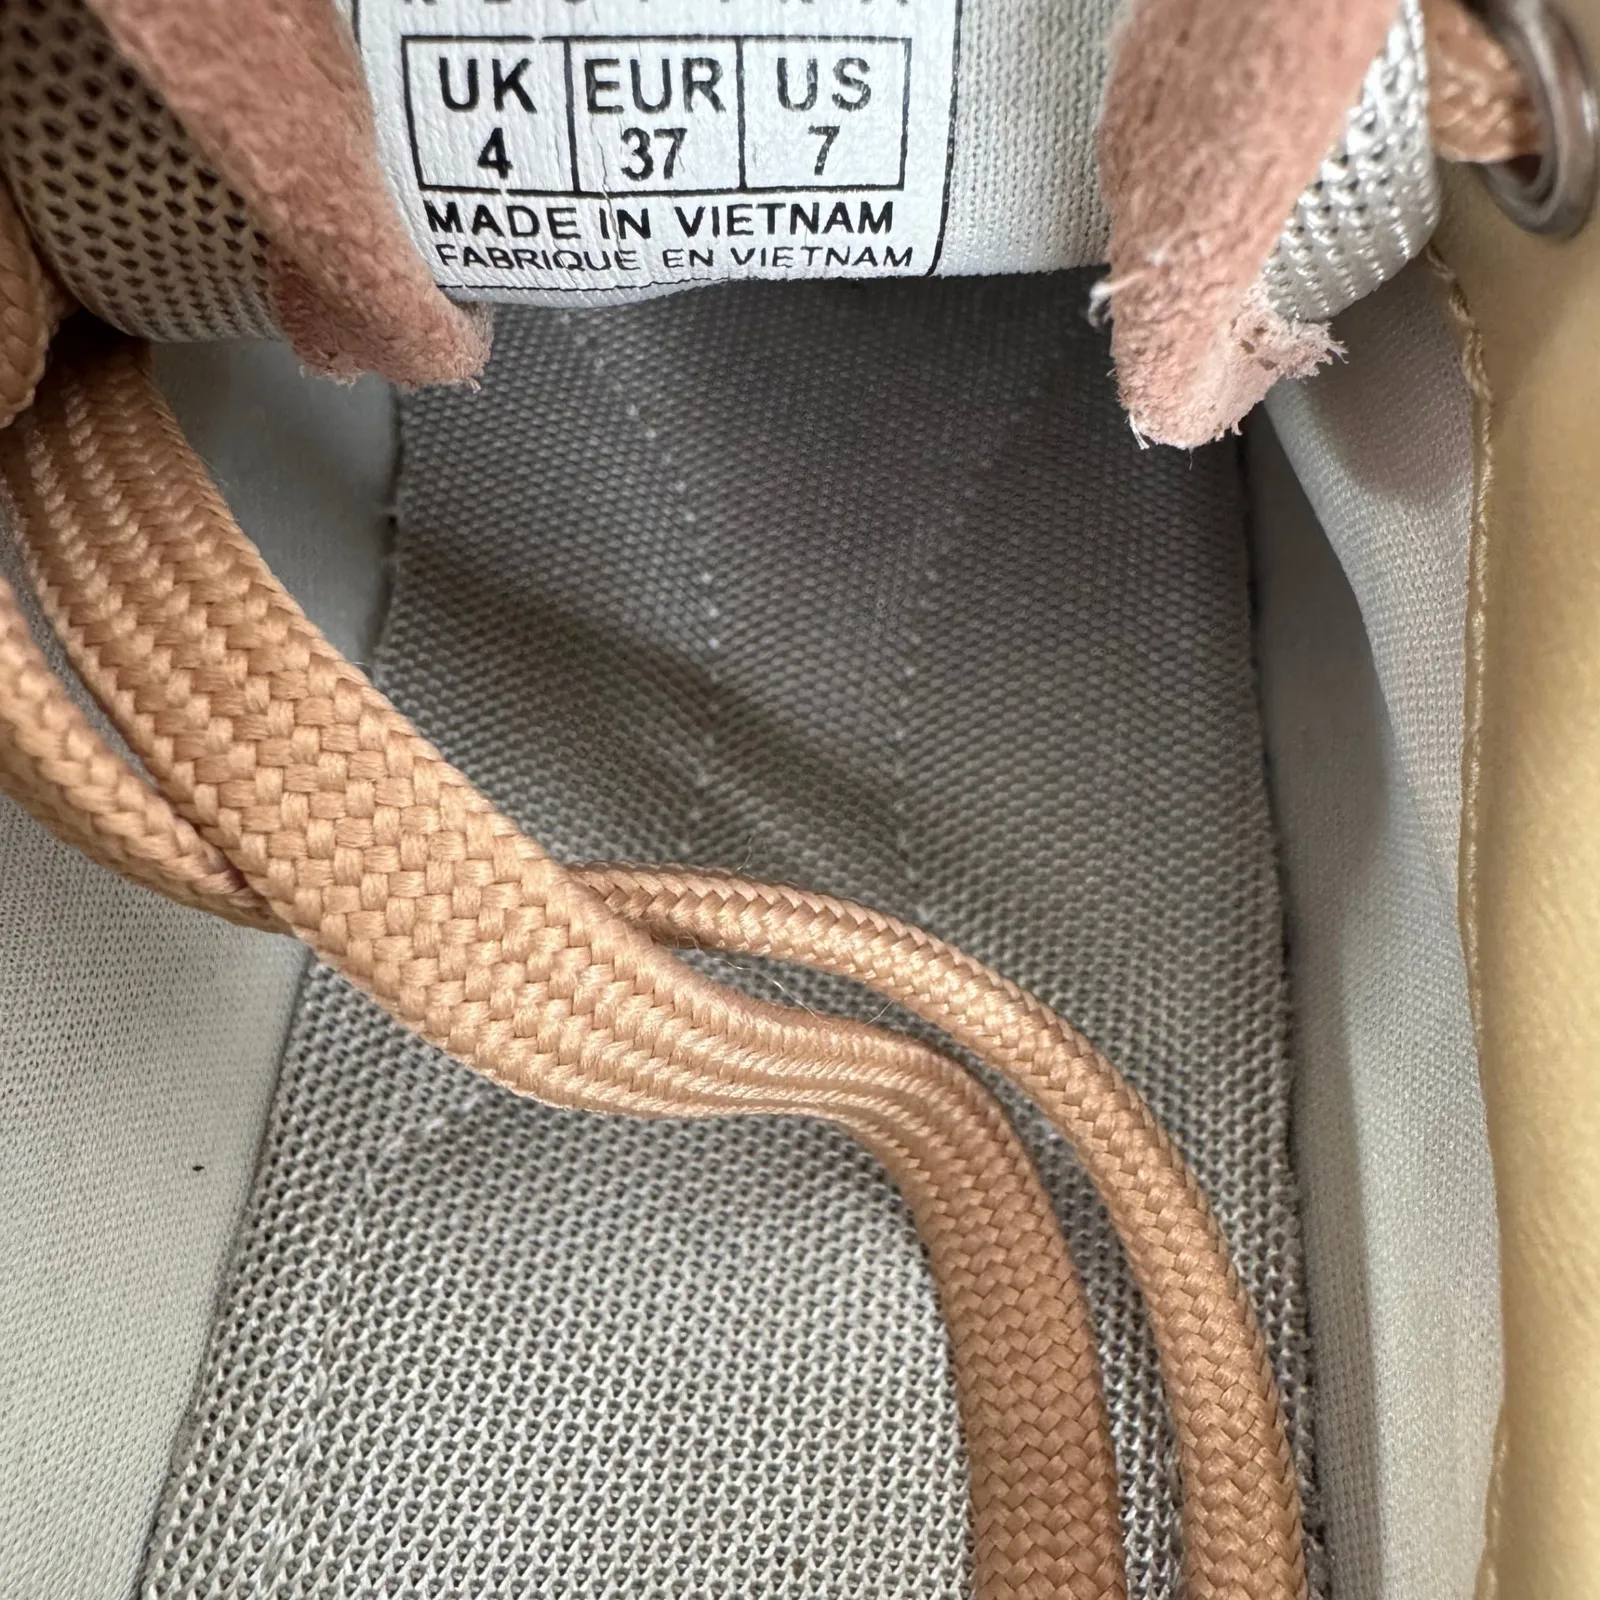 UK EUR US
4 37 7
MADE IN VIETNAM
FABRIQUE EN VIETNAM